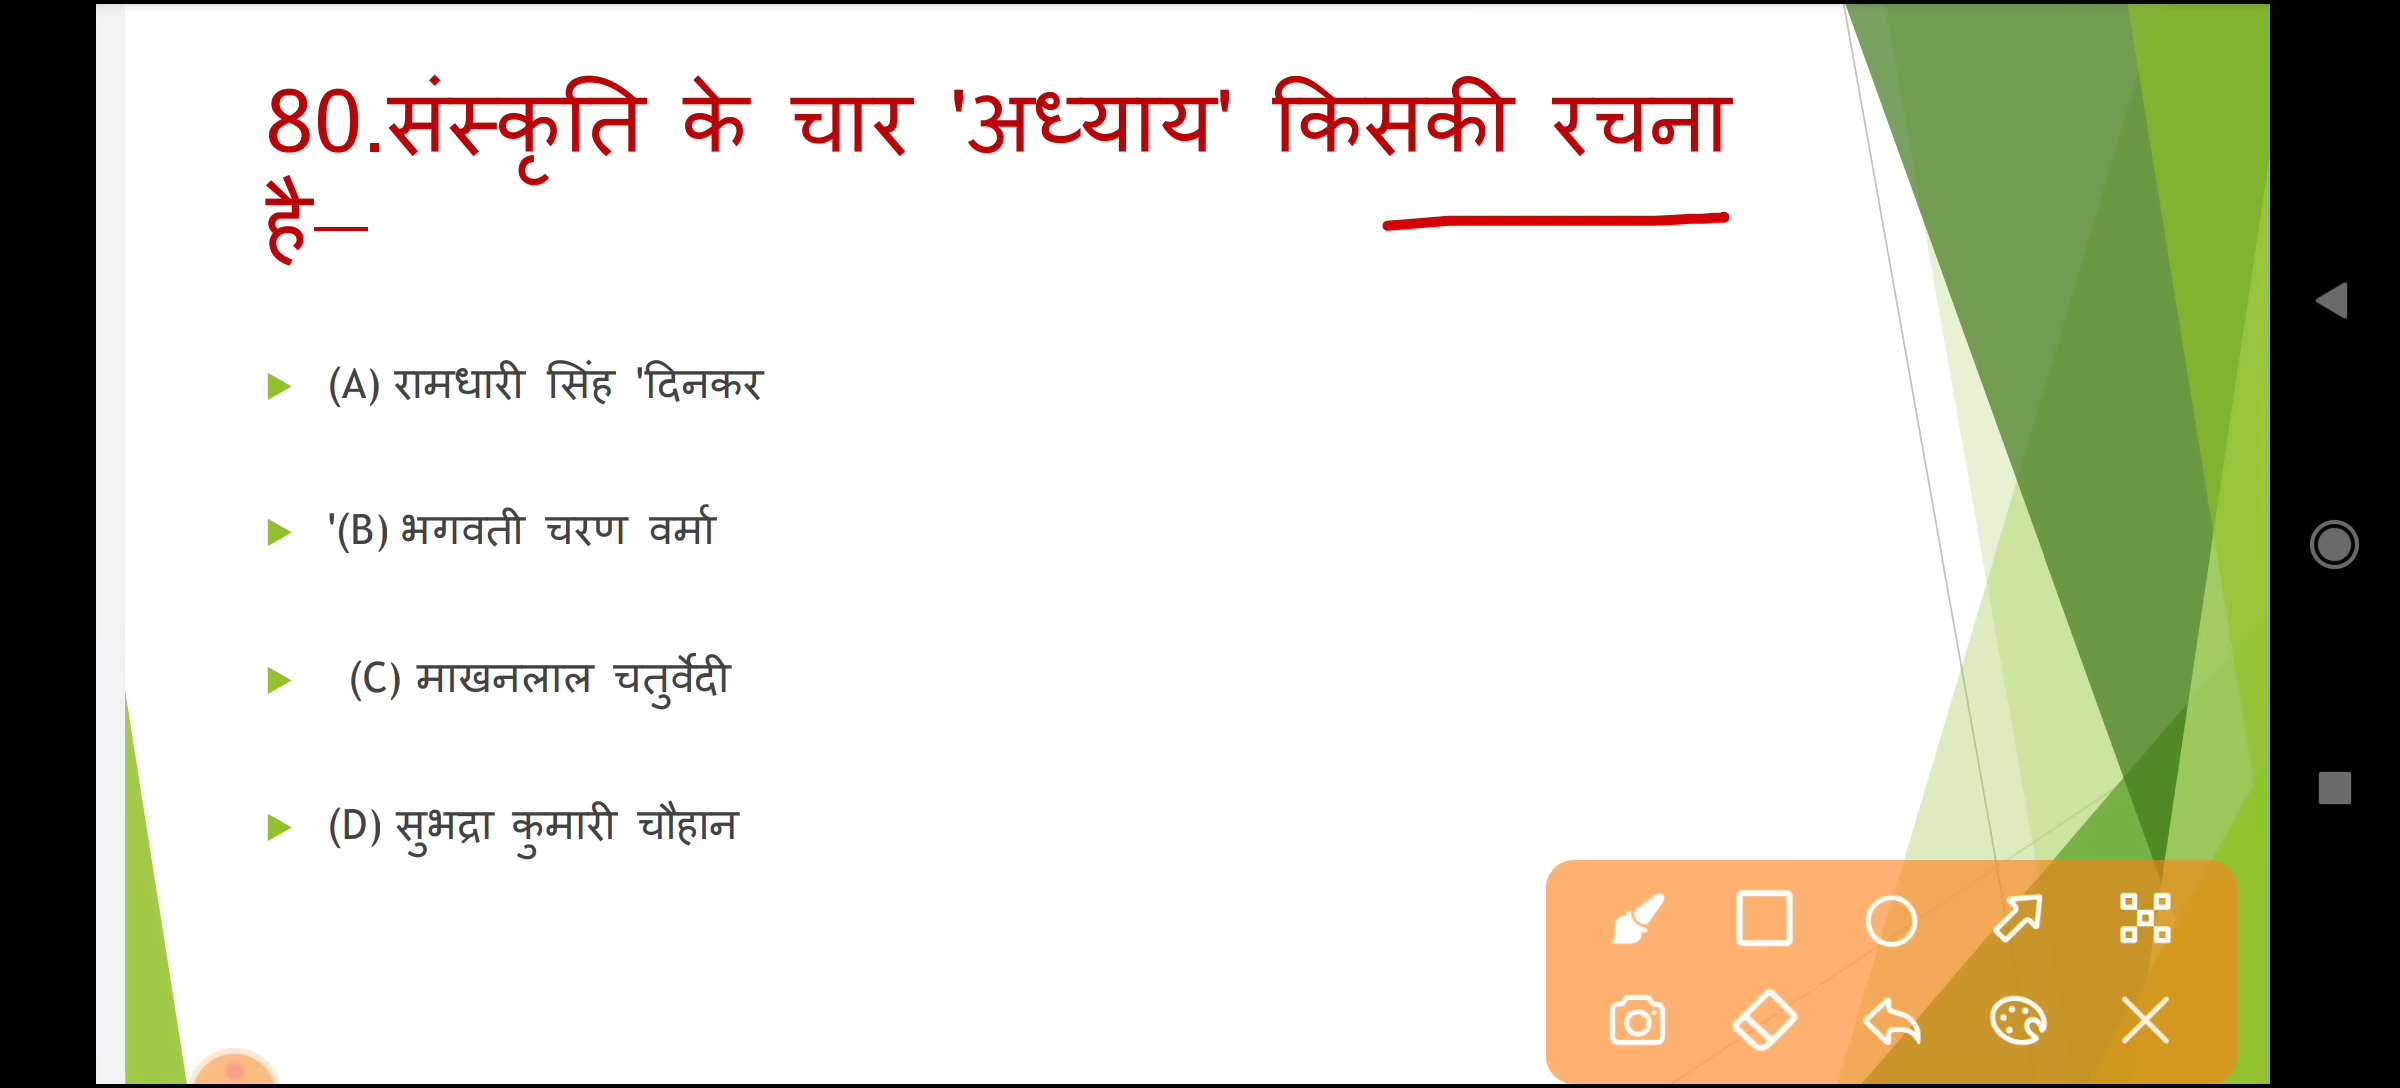 80.संस्कृति के चार 'अध्याय' किसकी रचना
है—
(A) रामधारी सिंह 'दिनकर
'(B) भगवती चरण वर्मा
(C) माखनलाल चतुर्वेदी
(D) सुभद्रा कुमारी चौहान